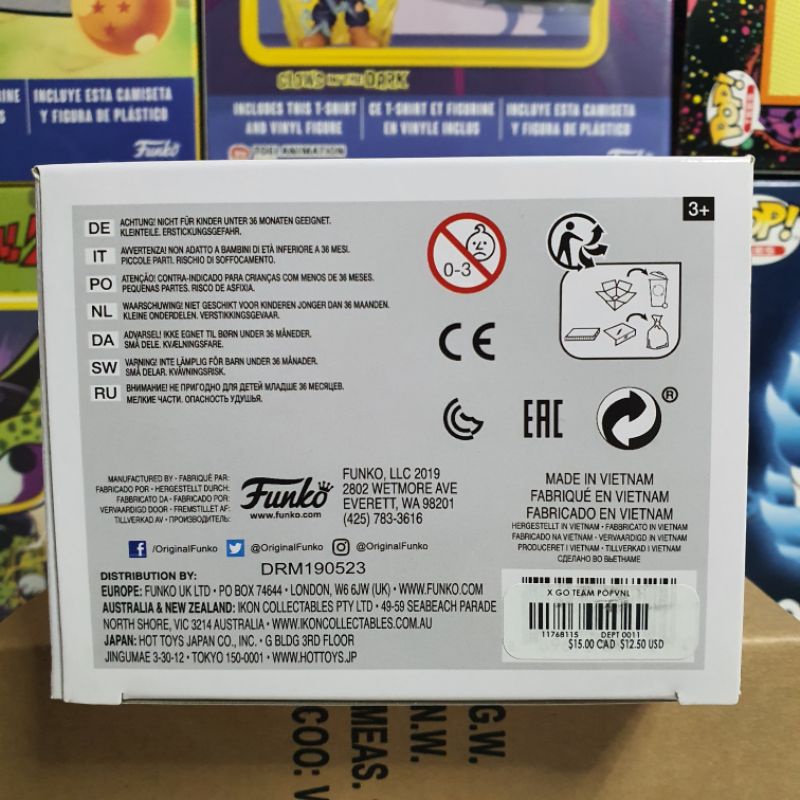 INCLUYE ESTA CAMISETA
Y FIGURA DE PLÁSTICO
Funko
GLOWS IN THE DARK
INCLUDES THIS T-SHIRT
AND VINYL FIGURE
CE T-SHIRT ET FIGURINE
EN VINYLE INCLUS
INCLUYE ESTA CAMISETA
Y FIGURA DE PLÁSTICO
TOEI ANIMATION
Funko
POP!
TEES
3+
DE ACHTUNG! NICHT FÜR KINDER UNTER 36 MONATEN GEEIGNET.
KLEINTEILE. ERSTICKUNGSGEFAHR.
IT AVVERTENZA! NON ADATTO A BAMBINI DI ETÀ INFERIORE A 36 MESI.
PICCOLE PARTI. RISCHIO DI SOFFOCAMENTO.
PO ATENÇÃO! CONTRA-INDICADO PARA CRIANÇAS COM MENOS DE 36 MESES.
PEQUENAS PARTES. RISCO DE ASFIXIA.
NL WAARSCHUWING! NIET GESCHIKT VOOR KINDEREN JONGER DAN 36 MAANDEN.
KLEINE ONDERDELEN. VERSTIKKINGSGEVAAR.
DA ADVARSEL! IKKE EGNET TIL BØRN UNDER 36 MÅNEDER.
SMÅ DELE. KVÆLNINGSFARE.
SW VARNING! INTE LÄMPLIG FÖR BARN UNDER 36 MÅNADER.
SMÅ DELAR. KVÄVNINGSRISK.
RU ВНИМАНИЕ! НЕ ПРИГОДНО ДЛЯ ДЕТЕЙ МЛАДШЕ 36 МЕСЯЦЕВ.
МЕЛКИЕ ЧАСТИ. ОПАСНОСТЬ УДУШЬЯ.
0-3
CE
EAC
®
MANUFACTURED BY • FABRIQUÉ PAR:
FABRICADO POR • HERGESTELLT DURCH:
FABBRICATO DA • FABRICADO POR:
VERVAARDIGD DOOR • FREMSTILLET AF:
TILLVERKAD AV • ПРОИЗВОДИТЕЛЬ:
Funko
www.funko.com
FUNKO, LLC 2019
2802 WETMORE AVE
EVERETT, WA 98201
(425) 783-3616
MADE IN VIETNAM
FABRIQUÉ EN VIETNAM
FABRICADO EN VIETNAM
HERGESTELLT IN VIETNAM • FABBRICATO IN VIETNAM
FABRICADO NO VIETNAM • VERVAARDIGD IN VIETNAM
PRODUCERET I VIETNAM • TILLVERKAD I VIETNAM
СДЕЛАНО ВО ВЬЕТНАМЕ
/OriginalFunko @OriginalFunko @OriginalFunko
DRM190523
DISTRIBUTION BY:
EUROPE: FUNKO UK LTD • PO BOX 74644 • LONDON, W6 6JW (UK) • WWW.FUNKO.COM
AUSTRALIA & NEW ZEALAND: IKON COLLECTABLES PTY LTD • 49-59 SEABEACH PARADE
NORTH SHORE, VIC 3214 AUSTRALIA • WWW.IKONCOLLECTABLES.COM.AU
JAPAN: HOT TOYS JAPAN CO., INC. • G BLDG 3RD FLOOR
JINGUMAE 3-30-12 • TOKYO 150-0001 • WWW.HOTTOYS.JP
X GO TEAM POPVNL
11768115 DEPT 0011
$15.00 CAD $12.50 USD
G.W.
N.W.
MEAS.
COO: